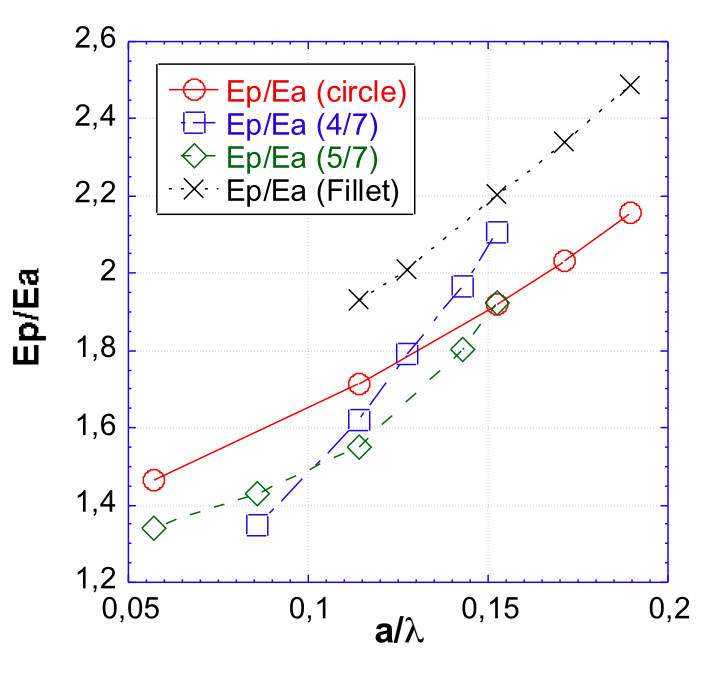 2,6
2,4
2,2
2
1,8
1,6
1,4
1,2
Ep/Ea
Ep/Ea (circle)
Ep/Ea (4/7)
Ep/Ea (5/7)
Ep/Ea (Fillet)
0,05 0,1 0,15 0,2
a/λ